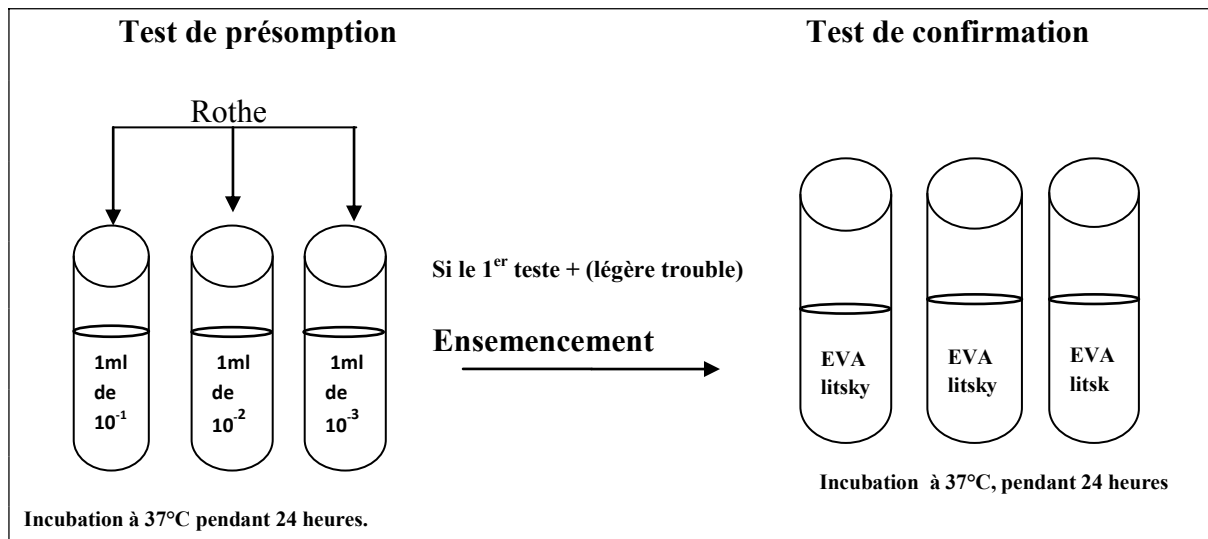 Test de présomption
Test de confirmation
Rothe
Si le 1er teste + (légère trouble)
Ensemencement
1ml
de
10-1
1ml
de
10-2
1ml
de
10-3
EVA
litsky
EVA
litsky
EVA
litsk
Incubation à 37°C, pendant 24 heures
Incubation à 37°C pendant 24 heures.